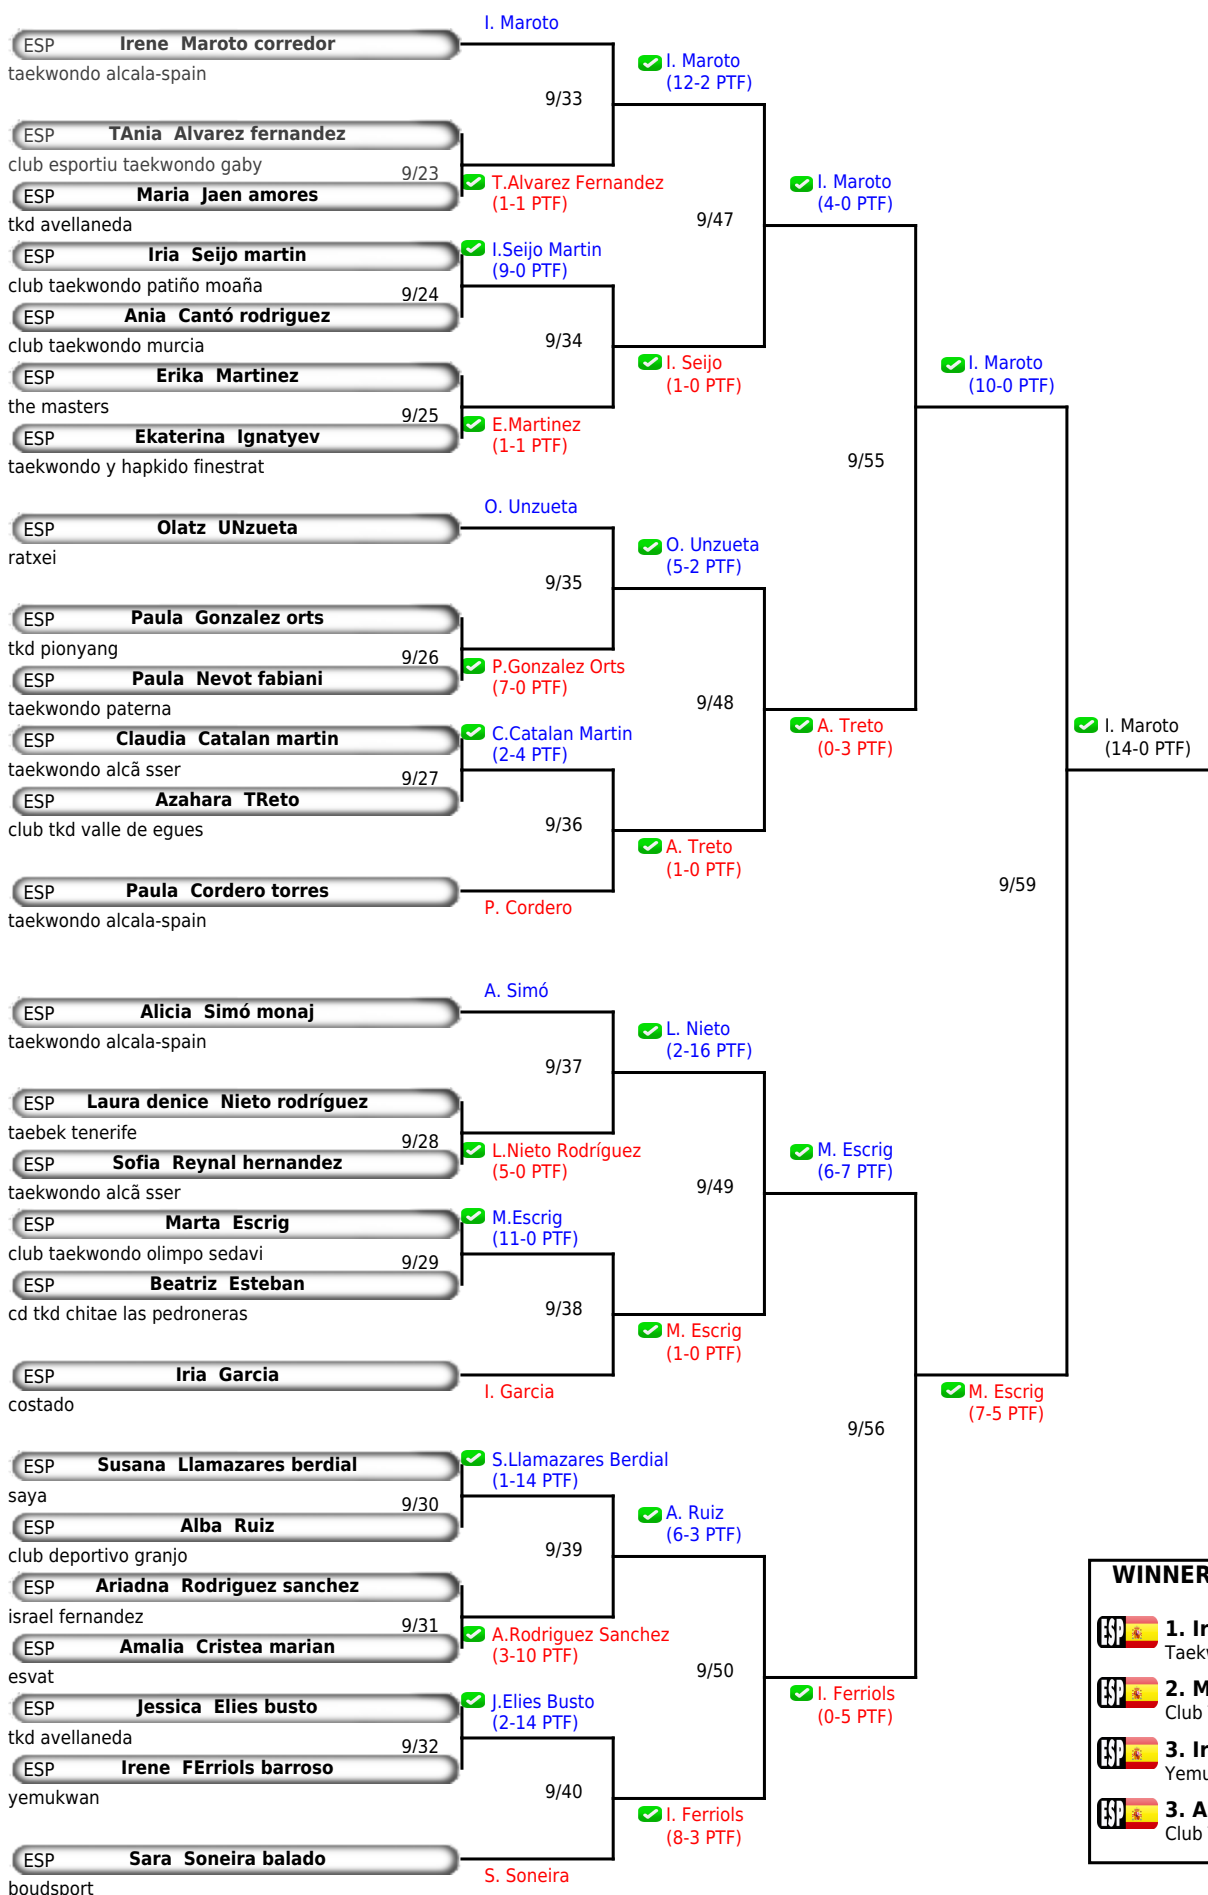 I. Maroto
ESP Irene Maroto corredor
taekwondo alcala-spain
I. Maroto
(12-2 PTF)
9/33
ESP TAnia Alvarez fernandez
club esportiu taekwondo gaby
9/23
T.Alvarez Fernandez
(1-1 PTF)
ESP Maria Jaen amores
tkd avellaneda
I. Maroto
(4-0 PTF)
9/47
ESP Iria Seijo martin
club taekwondo patiño moaña
I.Seijo Martin
(9-0 PTF)
9/24
ESP Ania Cantó rodriguez
club taekwondo murcia
9/34
I. Seijo
(1-0 PTF)
ESP Erika Martinez
the masters
9/25
E.Martinez
(1-1 PTF)
ESP Ekaterina Ignatyev
taekwondo y hapkido finestrat
I. Maroto
(10-0 PTF)
9/55
O. Unzueta
ESP Olatz UNzueta
ratxei
O. Unzueta
(5-2 PTF)
9/35
ESP Paula Gonzalez orts
tkd pionyang
9/26
P.Gonzalez Orts
(7-0 PTF)
ESP Paula Nevot fabiani
taekwondo paterna
9/48
ESP Claudia Catalan martin
taekwondo alcã sser
C.Catalan Martin
(2-4 PTF)
A. Treto
(0-3 PTF)
I. Maroto
(14-0 PTF)
9/27
ESP Azahara TReto
club tkd valle de egues
9/36
A. Treto
(1-0 PTF)
ESP Paula Cordero torres
taekwondo alcala-spain
P. Cordero
9/59
A. Simó
ESP Alicia Simó monaj
taekwondo alcala-spain
L. Nieto
(2-16 PTF)
9/37
ESP Laura denice Nieto rodríguez
taebek tenerife
9/28
L.Nieto Rodríguez
(5-0 PTF)
ESP Sofia Reynal hernandez
taekwondo alcã sser
M. Escrig
(6-7 PTF)
9/49
ESP Marta Escrig
club taekwondo olimpo sedavi
M.Escrig
(11-0 PTF)
9/29
ESP Beatriz Esteban
cd tkd chitae las pedroneras
9/38
M. Escrig
(1-0 PTF)
ESP Iria Garcia
costado
I. Garcia
M. Escrig
(7-5 PTF)
9/56
ESP Susana Llamazares berdial
saya
S.Llamazares Berdial
(1-14 PTF)
9/30
ESP Alba Ruiz
club deportivo granjo
A. Ruiz
(6-3 PTF)
9/39
ESP Ariadna Rodriguez sanchez
israel fernandez
9/31
A.Rodriguez Sanchez
(3-10 PTF)
ESP Amalia Cristea marian
esvat
9/50
ESP Jessica Elies busto
tkd avellaneda
J.Elies Busto
(2-14 PTF)
I. Ferriols
(0-5 PTF)
9/32
ESP Irene FErriols barroso
yemukwan
9/40
I. Ferriols
(8-3 PTF)
ESP Sara Soneira balado
boudsport
S. Soneira
WINNER
ESP 1. Ir
Taekw
ESP 2. M
Club
ESP 3. Ir
Yemu
ESP 3. A
Club